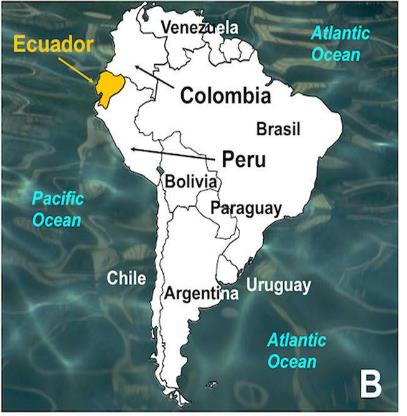 Venezuela
Atlantic
Ocean
Ecuador
Colombia
Brasil
Peru
Bolivia
Pacific
Ocean
Paraguay
Chile
Argentina
Uruguay
Atlantic
Ocean
B